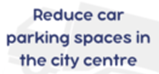 Reduce car
parking spaces in
the city centre